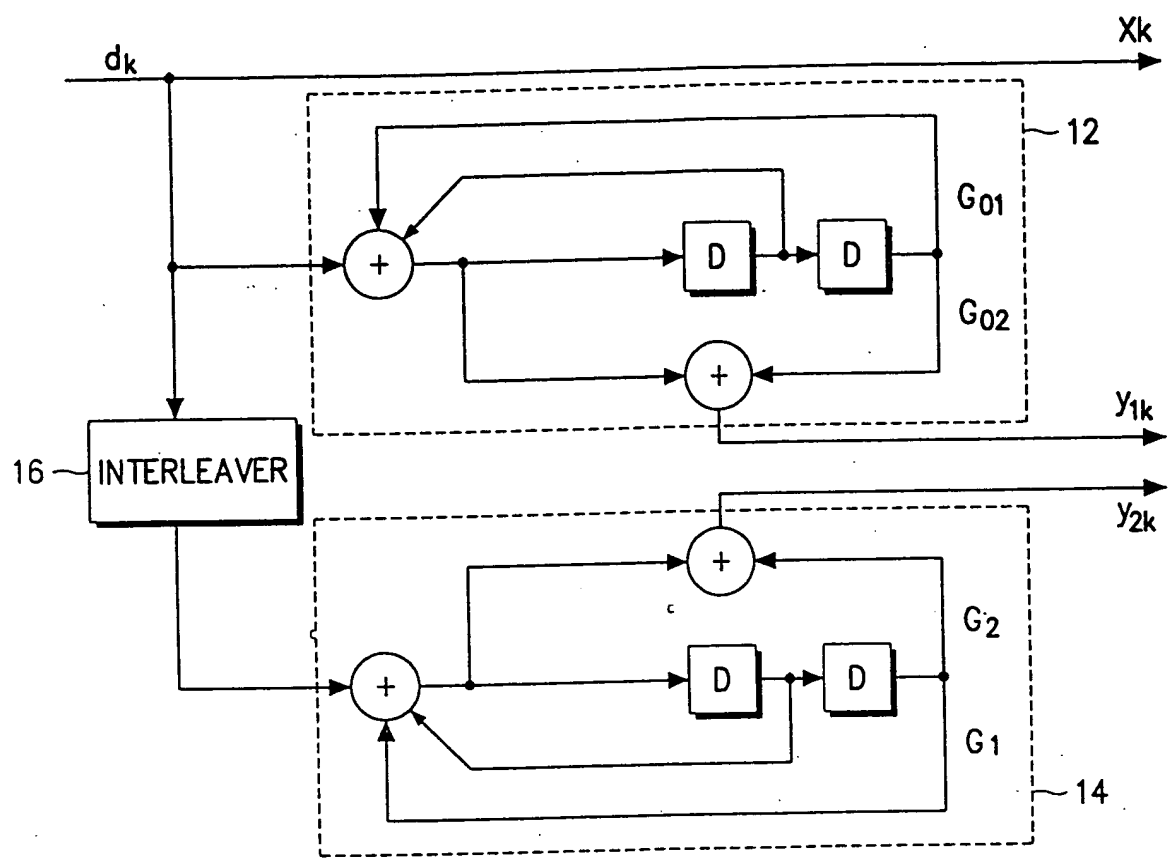 dk
Xk
12
G01
+
D
D
G02
+
y1k
16
INTERLEAVER
y2k
+
G2
+
D
D
G1
14